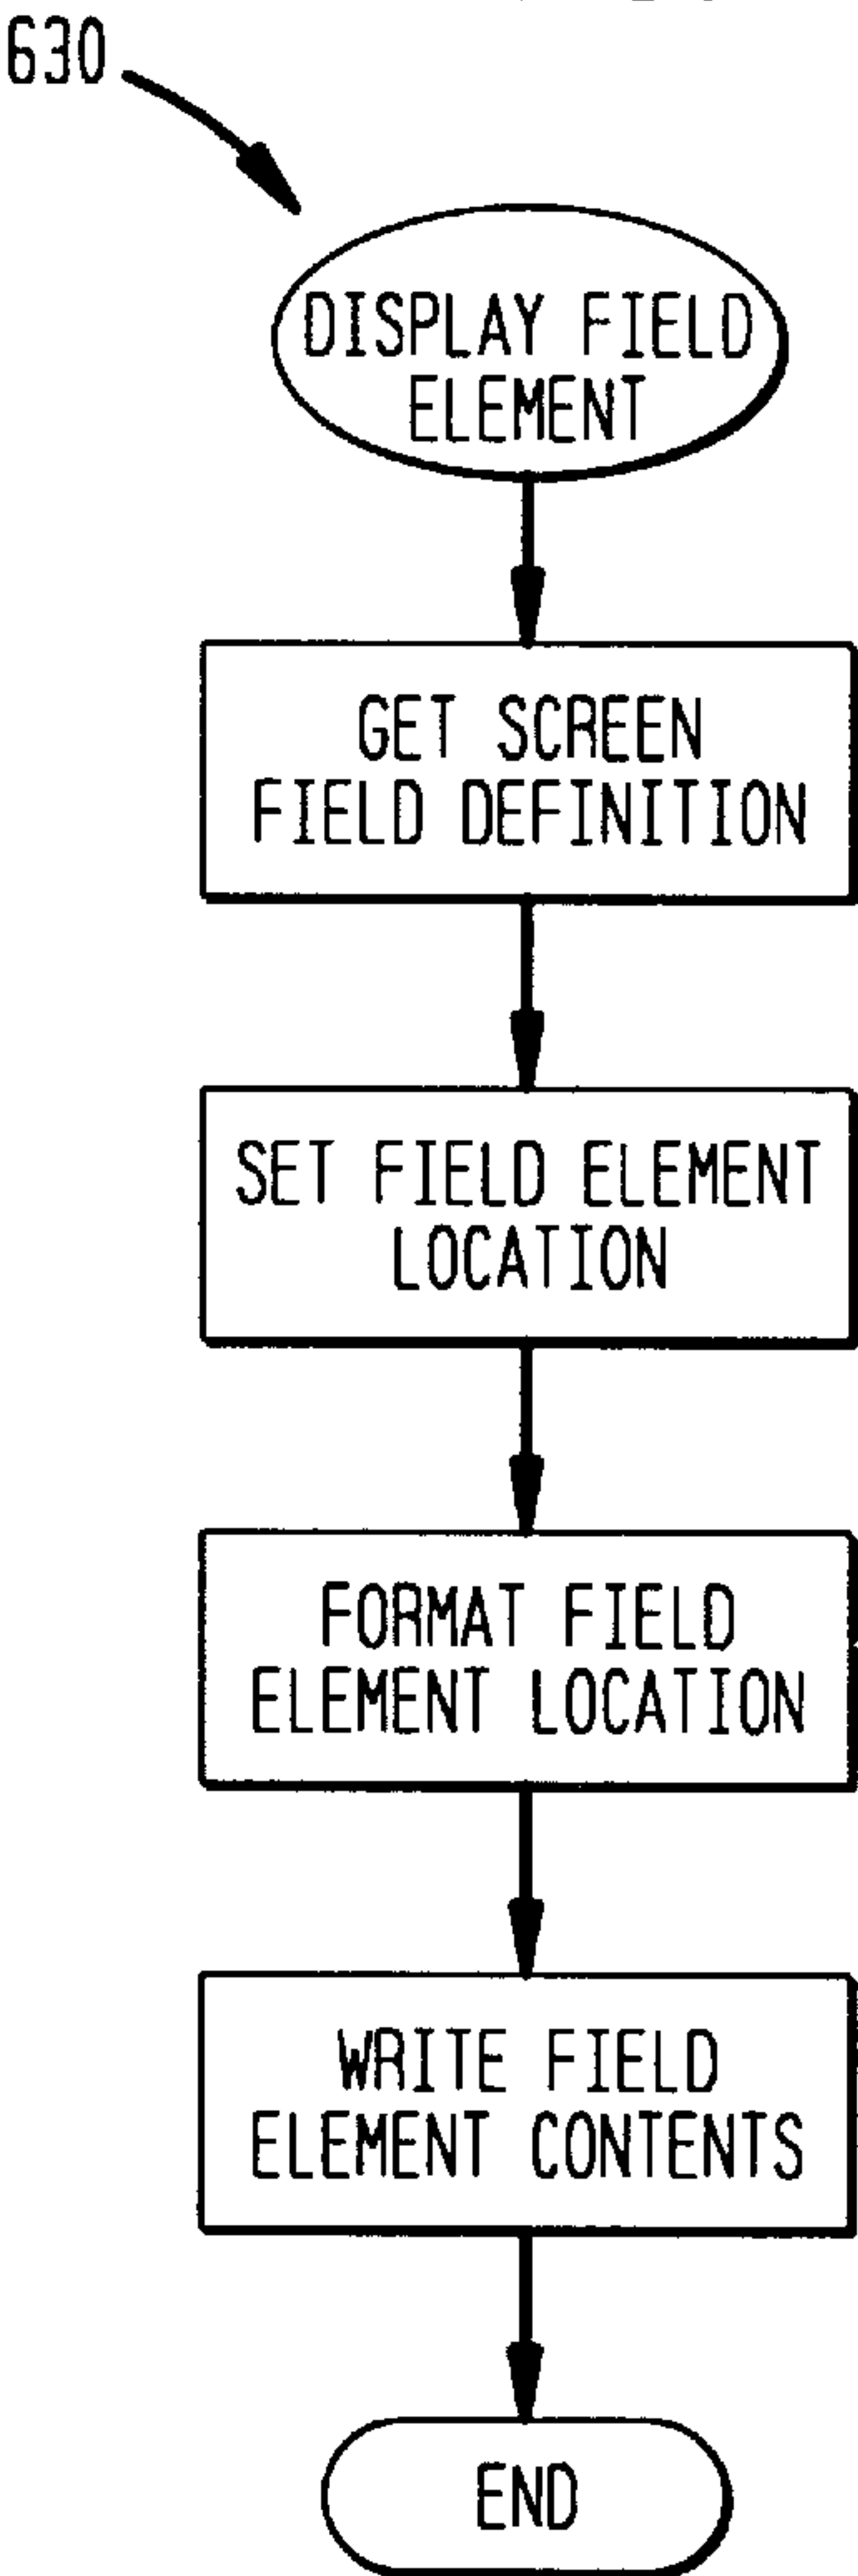 630
DISPLAY FIELD
ELEMENT
GET SCREEN
FIELD DEFINITION
SET FIELD ELEMENT
LOCATION
FORMAT FIELD
ELEMENT LOCATION
WRITE FIELD
ELEMENT CONTENTS
END